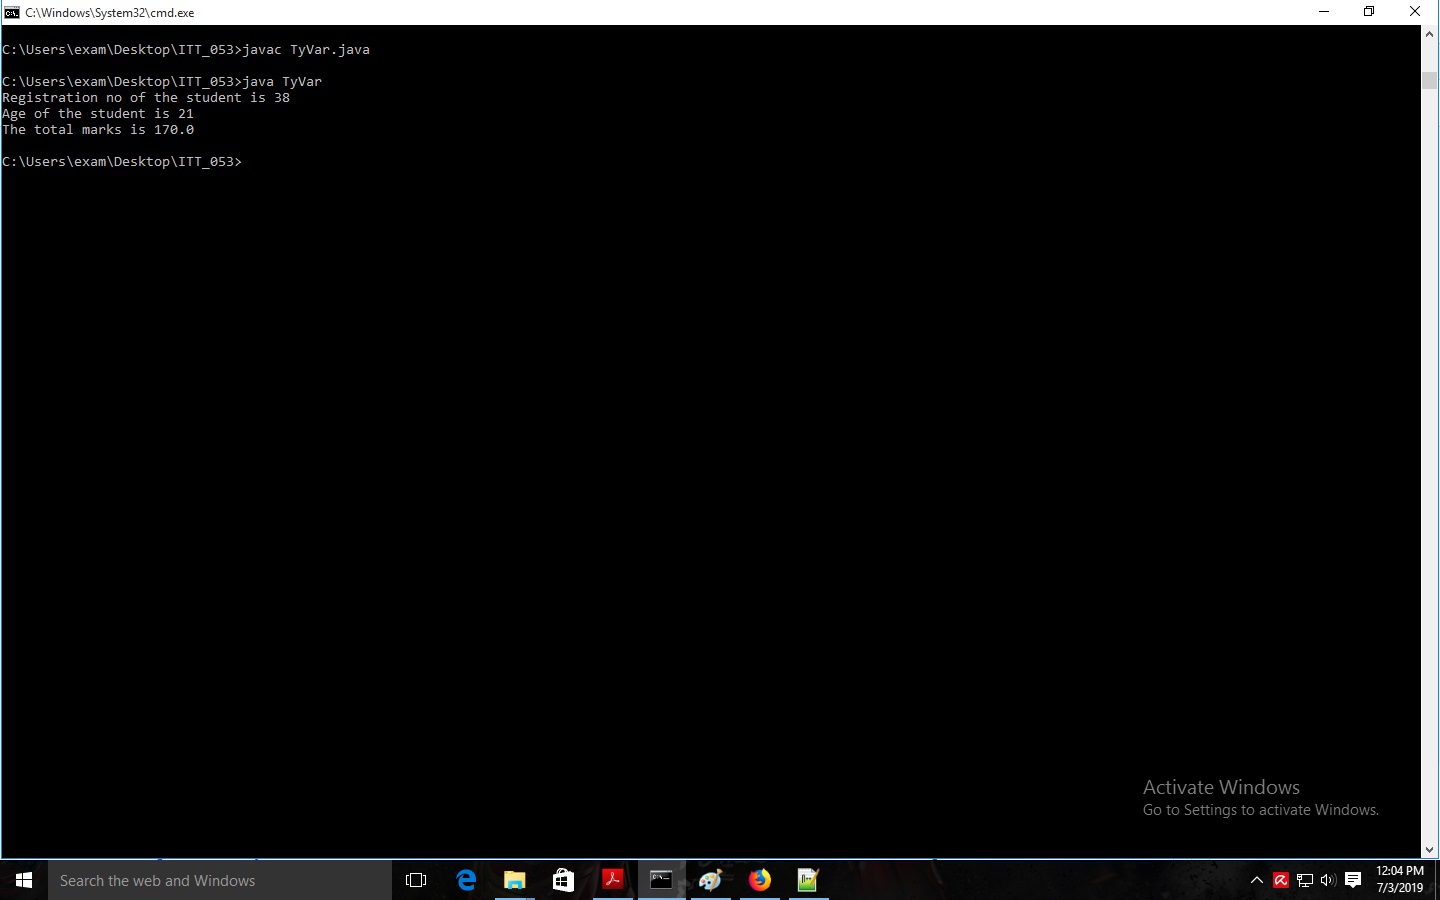 C:\Windows\System32\cmd.exe
C:\Users\exam\Desktop\ITT_053>javac TyVar.java
C:\Users\exam\Desktop\ITT_053>java TyVar
Registration no of the student is 38
Age of the student is 21
The total marks is 170.0
C:\Users\exam\Desktop\ITT_053>
Activate Windows
Go to Settings to activate Windows.
Search the web and Windows
12:04 PM
7/3/2019